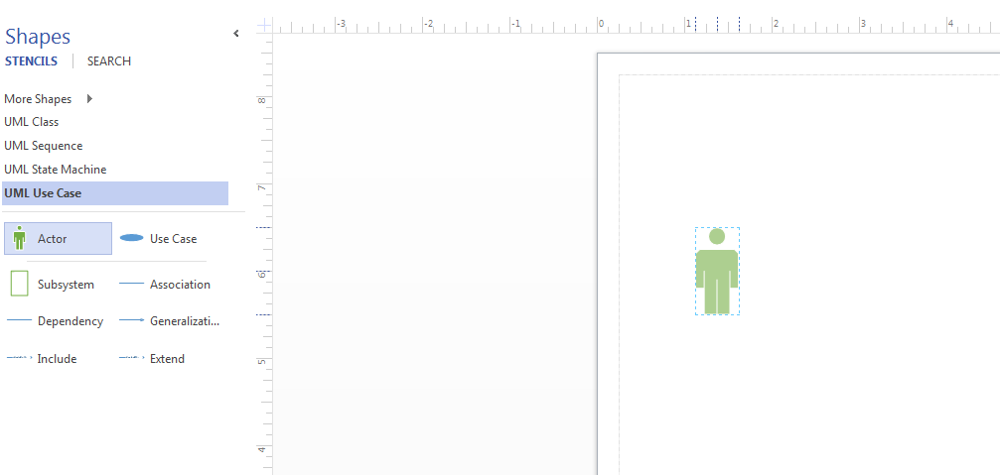 Shapes
STENCILS SEARCH
More Shapes
UML Class
UML Sequence
UML State Machine
UML Use Case
Actor Use Case
Subsystem Association
Dependency Generalizati...
Include Extend
-3 -2 -1 0 1 2 3 4
8
7
6
5
4